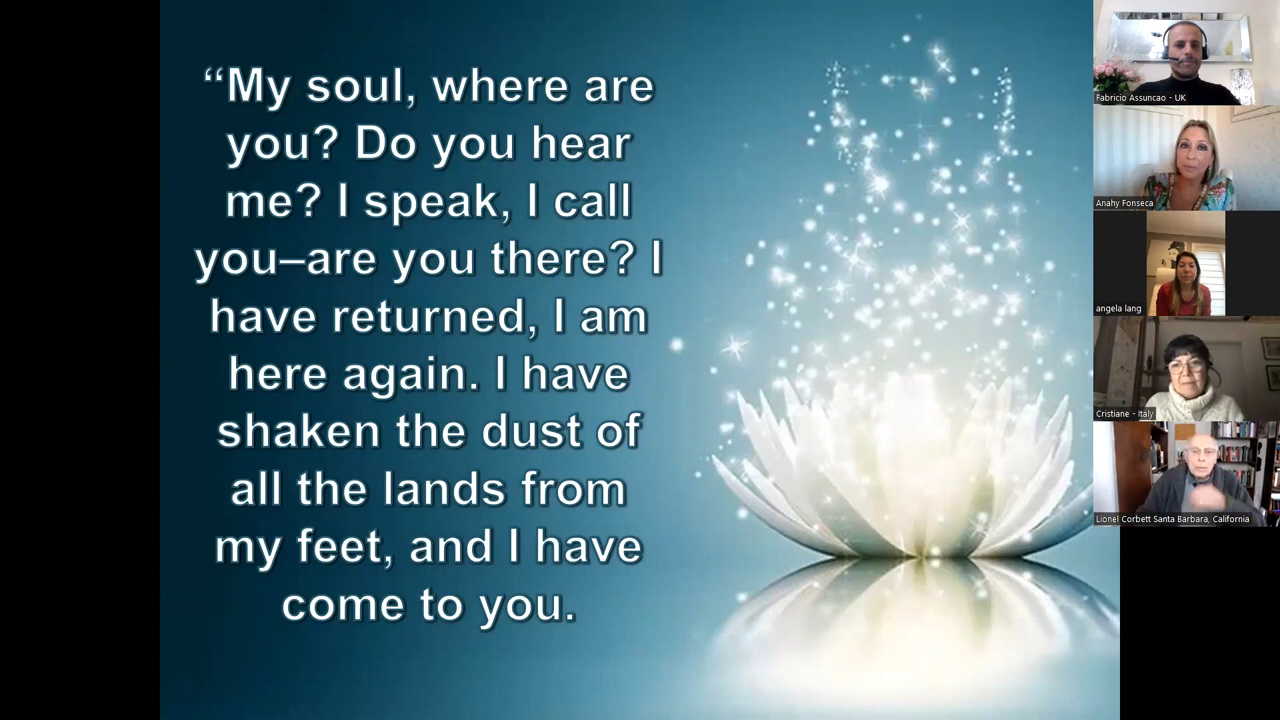 “My soul, where are
you? Do you hear
me? I speak, I call
you–are you there? I
have returned, I am
here again. I have
shaken the dust of
all the lands from
my feet, and I have
come to you.
Fabricio Assuncao - UK
Anahy Fonseca
angela lang
Cristiane - Italy
Lionel Corbett Santa Barbara, California